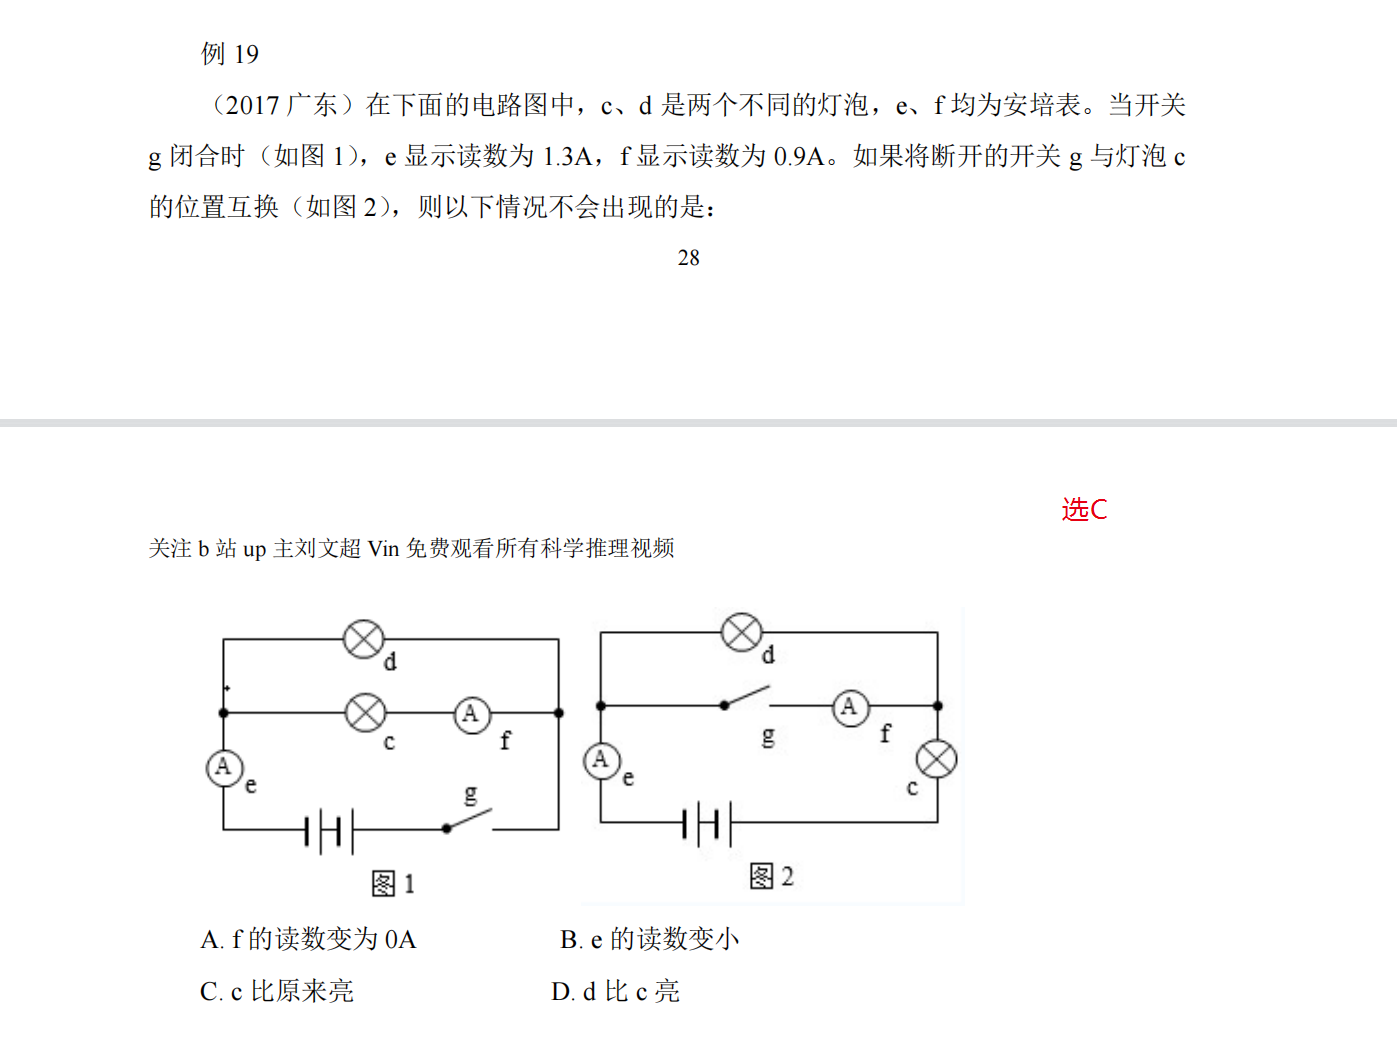 例 19
（2017 广东）在下面的电路图中，c、d 是两个不同的灯泡，e、f 均为安培表。当开关
g 闭合时（如图 1），e 显示读数为 1.3A，f 显示读数为 0.9A。如果将断开的开关 g 与灯泡 c
的位置互换（如图 2），则以下情况不会出现的是：
28
选C
关注 b 站 up 主刘文超 Vin 免费观看所有科学推理视频
d
c
A
f
A
e
g
图 1
d
g
A
f
A
e
c
图 2
A. f 的读数变为 0A B. e 的读数变小
C. c 比原来亮 D. d 比 c 亮